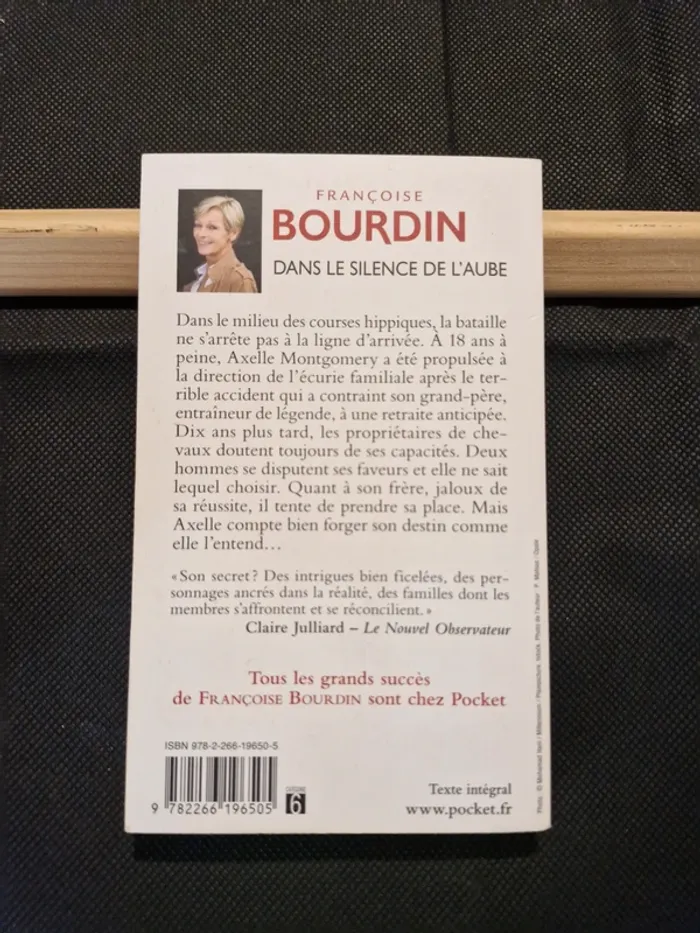 FRANÇOISE
BOURDIN
DANS LE SILENCE DE L'AUBE
Dans le milieu des courses hippiques, la bataille
ne s'arrête pas à la ligne d'arrivée. À 18 ans à
peine, Axelle Montgomery a été propulsée à
la direction de l'écurie familiale après le ter-
rible accident qui a contraint son grand-père,
entraîneur de légende, à une retraite anticipée.
Dix ans plus tard, les propriétaires de che-
vaux doutent toujours de ses capacités. Deux
hommes se disputent ses faveurs et elle ne sait
lequel choisir. Quant à son frère, jaloux de
sa réussite, il tente de prendre sa place. Mais
Axelle compte bien forger son destin comme
elle l'entend…
« Son secret ? Des intrigues bien ficelées, des per-
sonnages ancrés dans la réalité, des familles dont les
membres s'affrontent et se réconcilient. »
Claire Julliard – Le Nouvel Observateur
Tous les grands succès
de FRANÇOISE BOURDIN sont chez Pocket
ISBN 978-2-266-19650-5
9 782266 196505
CATÉGORIE
6
Texte intégral
www.pocket.fr